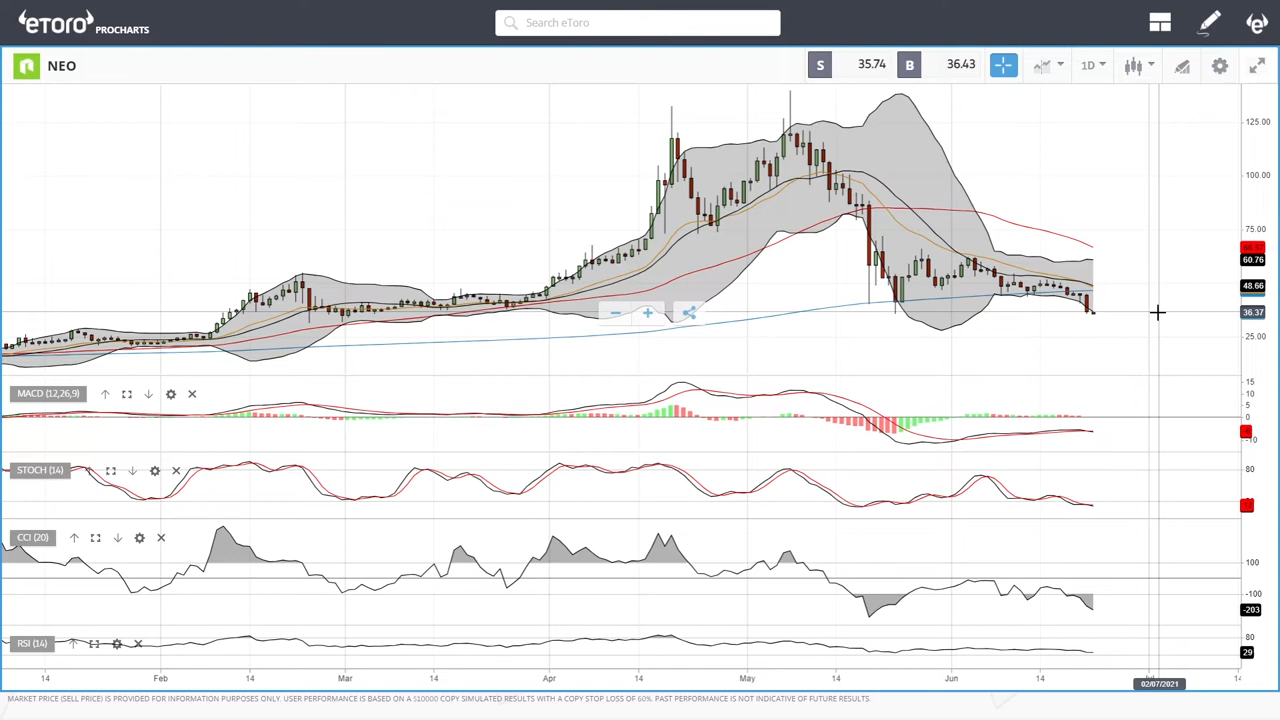 eToro PROCHARTS
Search eToro
NEO
S 35.74 B 36.43 1D
125.00
100.00
75.00
60.76
48.66
36.37
25.00
MACD (12,26,9)
15
10
5
0
-10
STOCH (14)
80
CCI (20)
100
-100
-203
RSI (14)
80
29
14 Feb 14 Mar 14 Apr 14 May 14 Jun 14
02/07/2021
MARKET PRICE (SELL PRICE) IS PROVIDED FOR INFORMATION PURPOSES ONLY. USER PERFORMANCE IS BASED ON A $10000 COPY SIMULATED RESULTS WITH A COPY STOP LOSS OF 60%. PAST PERFORMANCE IS NOT INDICATIVE OF FUTURE RESULTS.